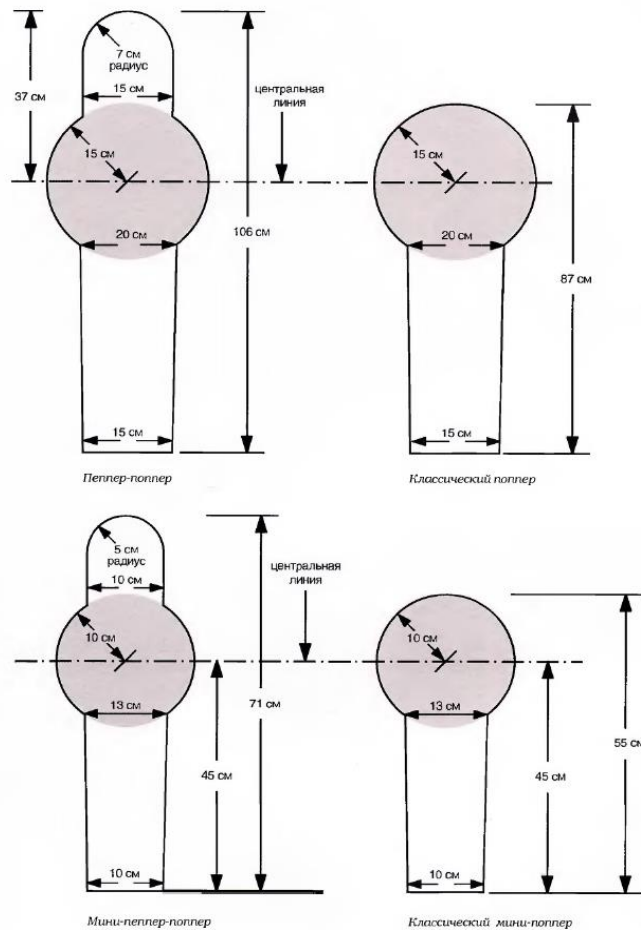 7 см
радиус
37 см
15 см
центральная
линия
15 см
15 см
106 см
20 см
20 см
87 см
15 см
15 см
Пеппер-поппер
Классический поппер
5 см
радиус
10 см
центральная
линия
10 см
10 см
71 см
13 см
13 см
55 см
45 см
45 см
10 см
10 см
Мини-пеппер-поппер
Классический мини-поппер